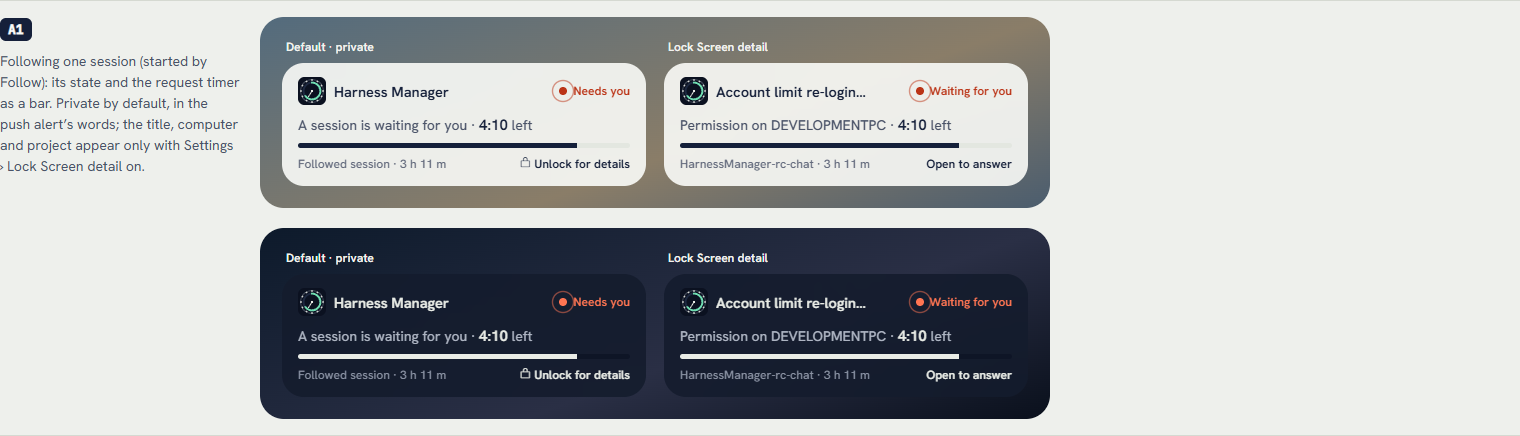 A1
Following one session (started by
Follow): its state and the request timer
as a bar. Private by default, in the
push alert’s words; the title, computer
and project appear only with Settings
› Lock Screen detail on.
Default · private
Harness Manager
Needs you
A session is waiting for you · 4:10 left
Followed session · 3 h 11 m
Unlock for details
Lock Screen detail
Account limit re-login…
Waiting for you
Permission on DEVELOPMENTPC · 4:10 left
HarnessManager-rc-chat · 3 h 11 m
Open to answer
Default · private
Harness Manager
Needs you
A session is waiting for you · 4:10 left
Followed session · 3 h 11 m
Unlock for details
Lock Screen detail
Account limit re-login…
Waiting for you
Permission on DEVELOPMENTPC · 4:10 left
HarnessManager-rc-chat · 3 h 11 m
Open to answer